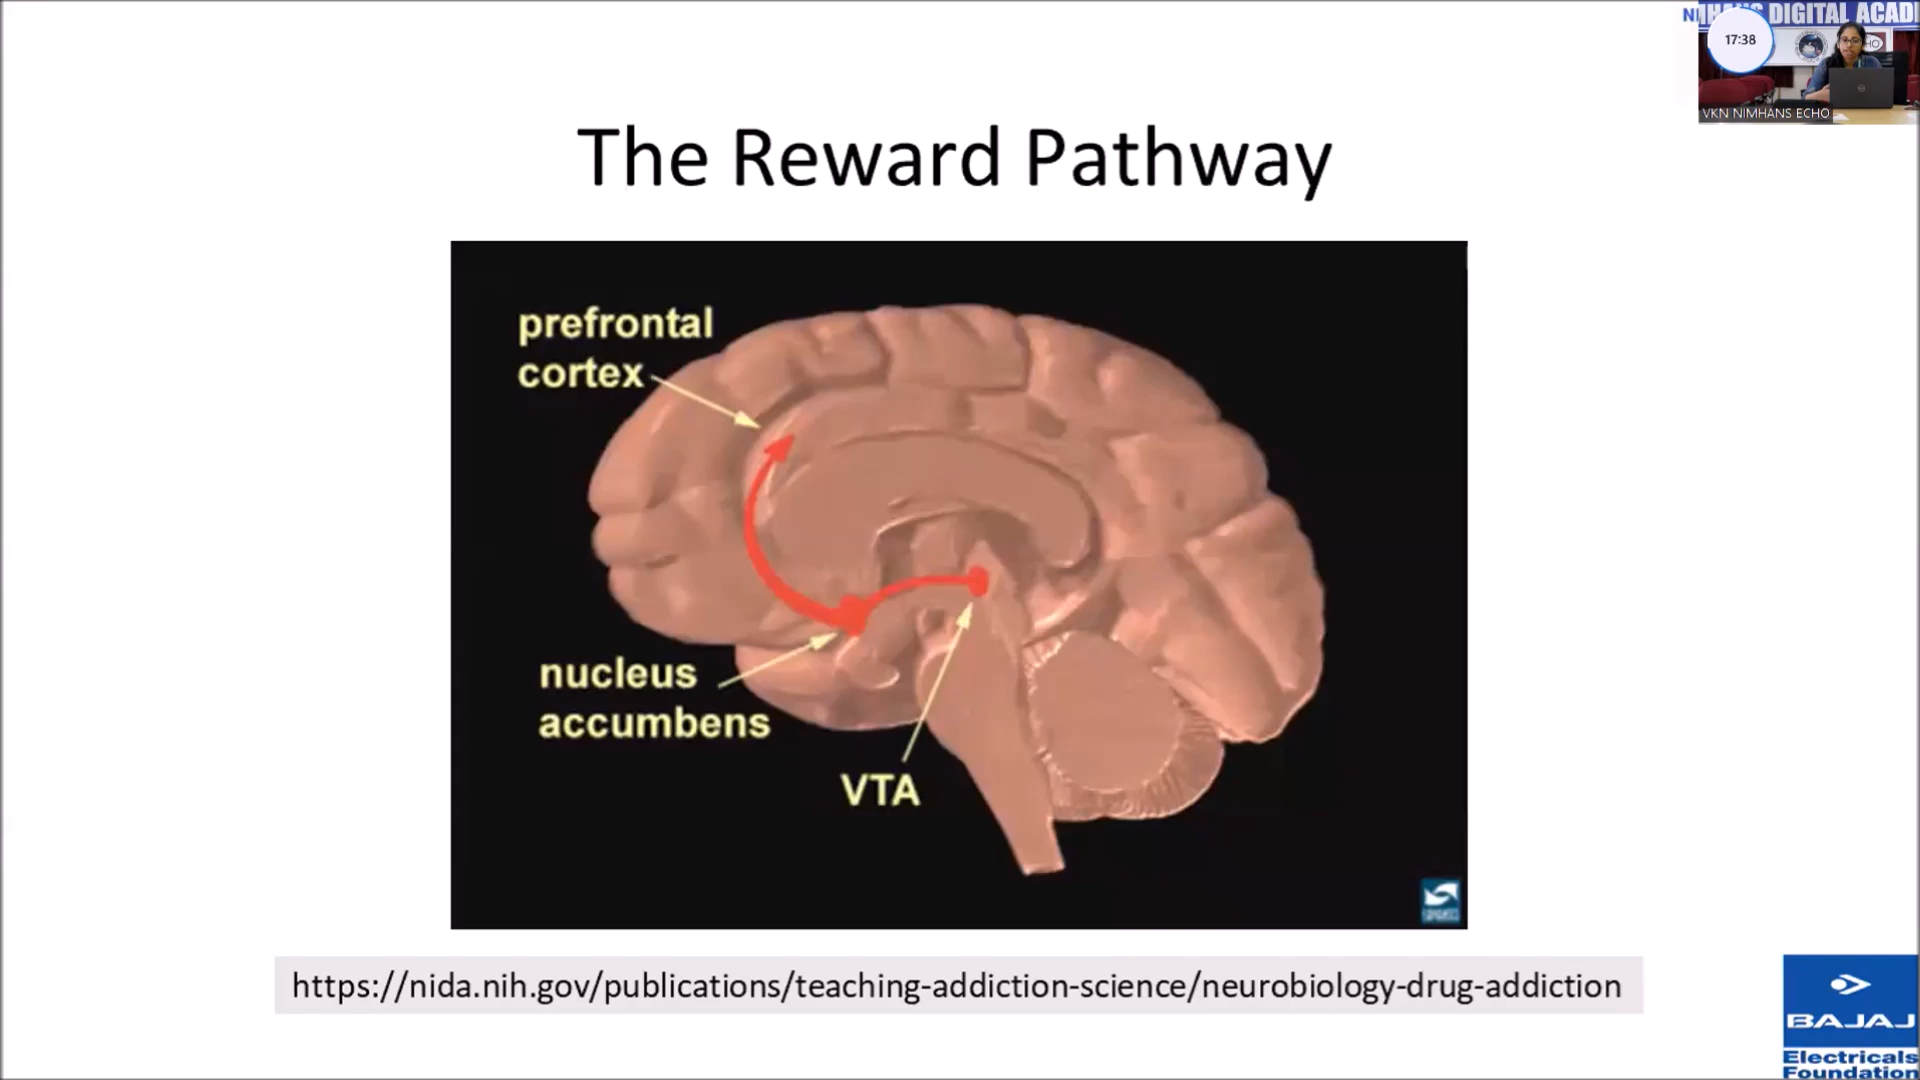 DIGITAL ACAD
17:38
VKN NIMHANS ECHO
The Reward Pathway
prefrontal
cortex
nucleus
accumbens
VTA
https://nida.nih.gov/publications/teaching-addiction-science/neurobiology-drug-addiction
BAJAJ
Electricals
Foundation